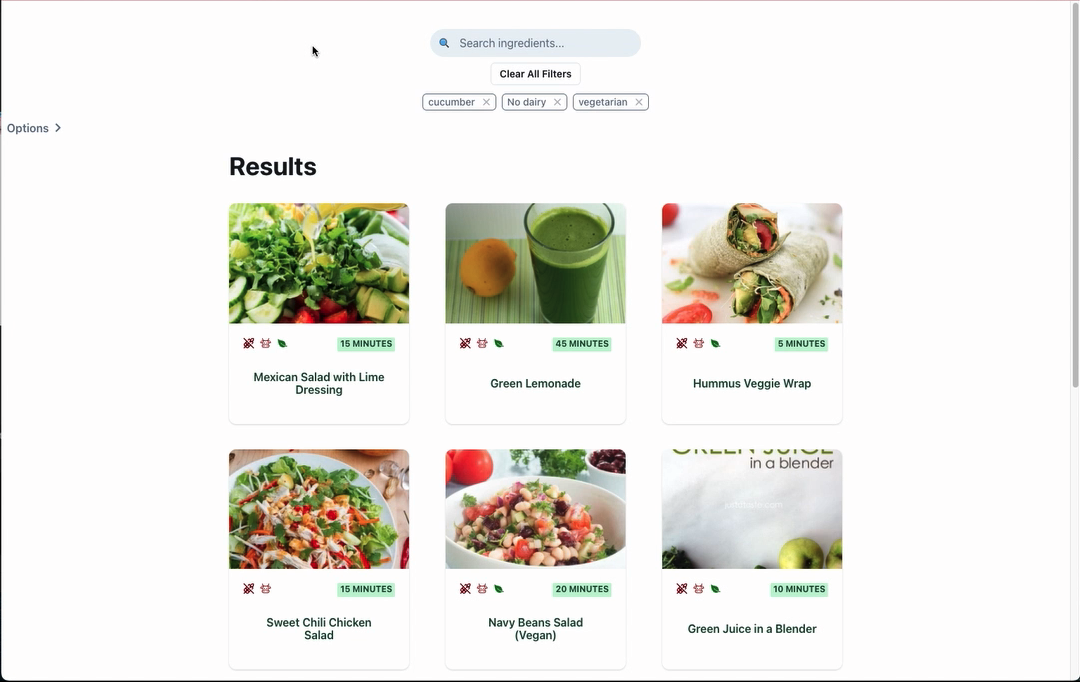 Search ingredients...
Clear All Filters
cucumber
No dairy
vegetarian
Options
Results
15 MINUTES
Mexican Salad with Lime
Dressing
45 MINUTES
Green Lemonade
5 MINUTES
Hummus Veggie Wrap
GREEN JUICE
in a blender
15 MINUTES
Sweet Chili Chicken
Salad
20 MINUTES
Navy Beans Salad
(Vegan)
10 MINUTES
Green Juice in a Blender